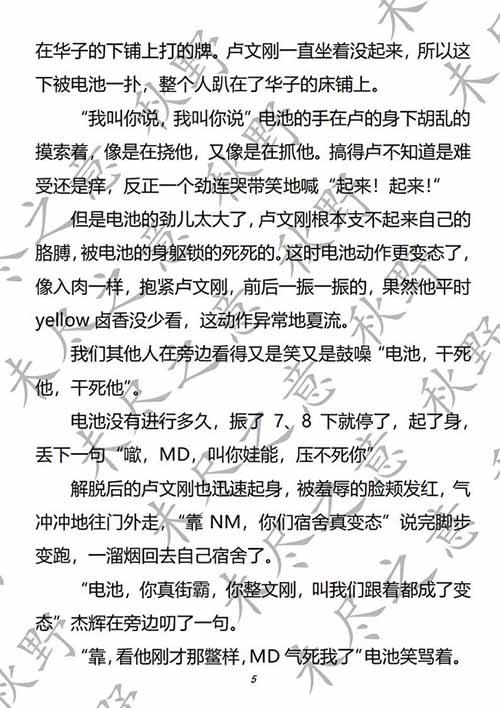 在华子的下铺上打的牌。卢文刚一直坐着没起来，所以这
下被电池一扑，整个人趴在了华子的床铺上。
“我叫你说，我叫你说”电池的手在卢的身下胡乱的
摸索着，像是在挠他，又像是在抓他。搞得卢不知道是难
受还是痒，反正一个劲连哭带笑地喊“起来！起来！”
但是电池的劲儿太大了，卢文刚根本支不起来自己的
胳膊，被电池的身躯锁的死死的。这时电池动作更变态了，
像入肉一样，抱紧卢文刚，前后一振一振的，果然他平时
yellow 卤香没少看，这动作异常地夏流。
我们其他人在旁边看得又是笑又是鼓噪“电池，干死
他，干死他”。
电池没有进行多久，振了 7、8 下就停了，起了身，
丢下一句“噷，MD，叫你娃能，压不死你”
解脱后的卢文刚也迅速起身，被羞辱的脸颊发红，气
冲冲地往门外走，“靠 NM，你们宿舍真变态”说完脚步
变跑，一溜烟回去自己宿舍了。
“电池，你真街霸，你整文刚，叫我们跟着都成了变
态”杰辉在旁边叨了一句。
“靠，看他刚才那鳖样，MD 气死我了”电池笑骂着。
5
未尽之意 秋野